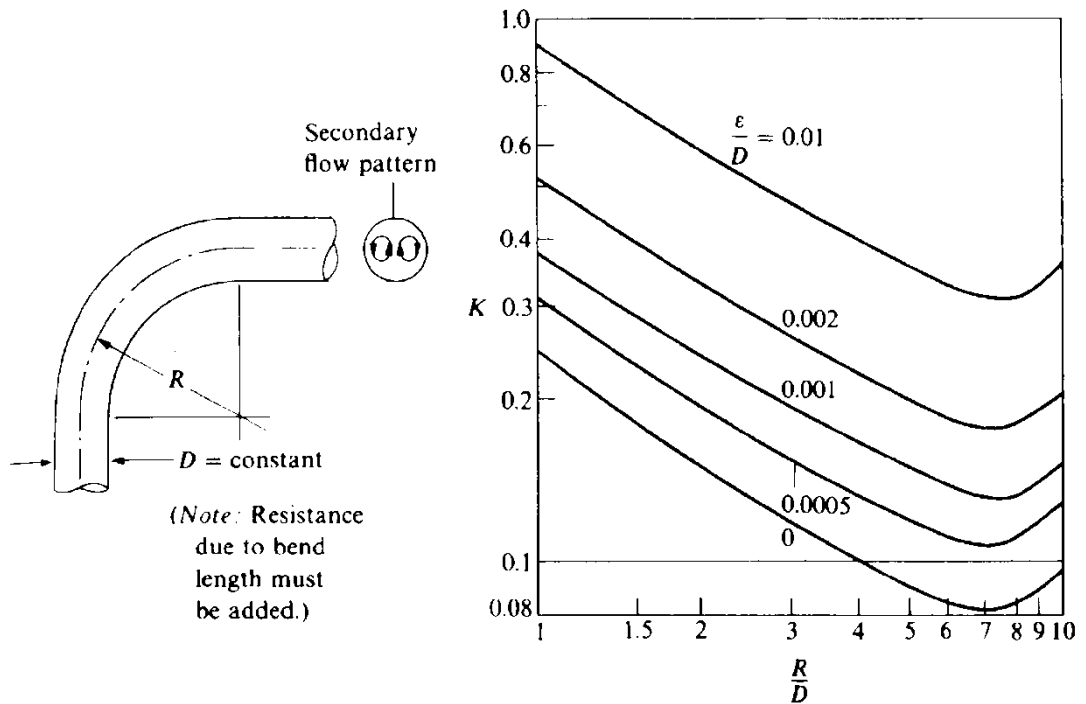 Secondary
flow pattern
R
D = constant
(Note: Resistance
due to bend
length must
be added.)
K
1.0
0.8
0.6
0.4
0.3
0.2
0.1
0.08
ε
D = 0.01
0.002
0.001
0.0005
0
1 1.5 2 3 4 5 6 7 8 9 10
R
D